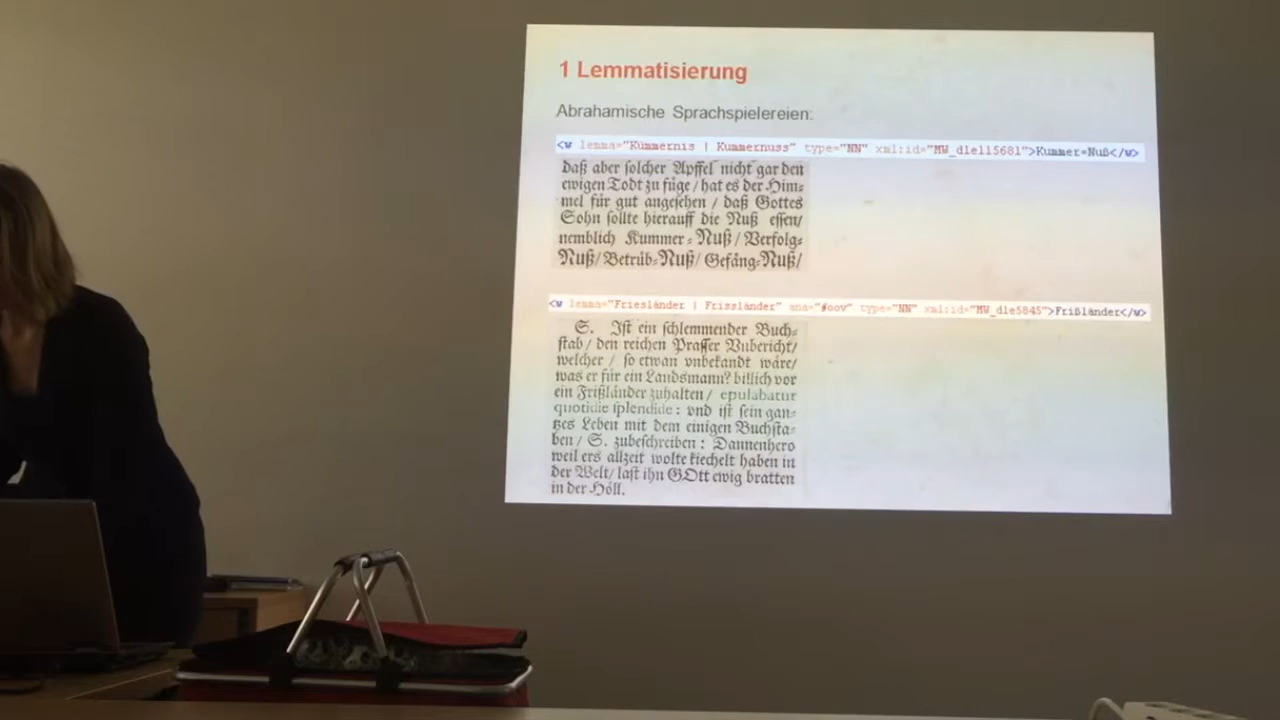 1 Lemmatisierung
Abrahamische Sprachspielereien:
<w lemma="Kümmernis | Kummernuss" type="NN" xml:id="MW_d1e115681">Kummer=Nuß</w>
daß aber ſolcher Apffel nicht gar den
ewigen Todt zu füge / hat es der Him⸗
mel für gut angeſehen / daß Gottes
Sohn ſollte hierauff die Nuß eſſen/
nemblich Kummer⸗Nuß/ Verfolg⸗
Nuß/ Betrüb⸗Nuß/ Gefäng⸗Nuß/
<w lemma="Friesländer | Frissländer" ana="#oov" type="NN" xml:id="MW_d1e5845">Frißländer</w>
S. Iſt ein ſchlemmender Buch⸗
ſtab/ den reichen Praſſer Vnbericht/
welcher / ſo etwan vnbekandt wäre/
was er für ein Landsmann? billich vor
ein Frißländer zuhalten/ epulabatur
quotidie ſplendide: vnd iſt ſein gan⸗
tzes Leben mit dem einigen Buchſta⸗
ben/ S. zubeſchreiben: Dannenhero
weil ers allzeit wolte kiechelt haben in
der Welt/ laſt ihn GOtt ewig bratten
in der Höll.